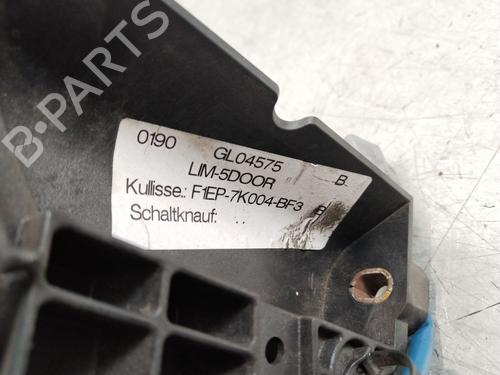 0190 GL04575
LIM-5DOOR B
Kullisse.: F1EP-7K004-BF3 B
Schaltknauf: . .
B-PARTS